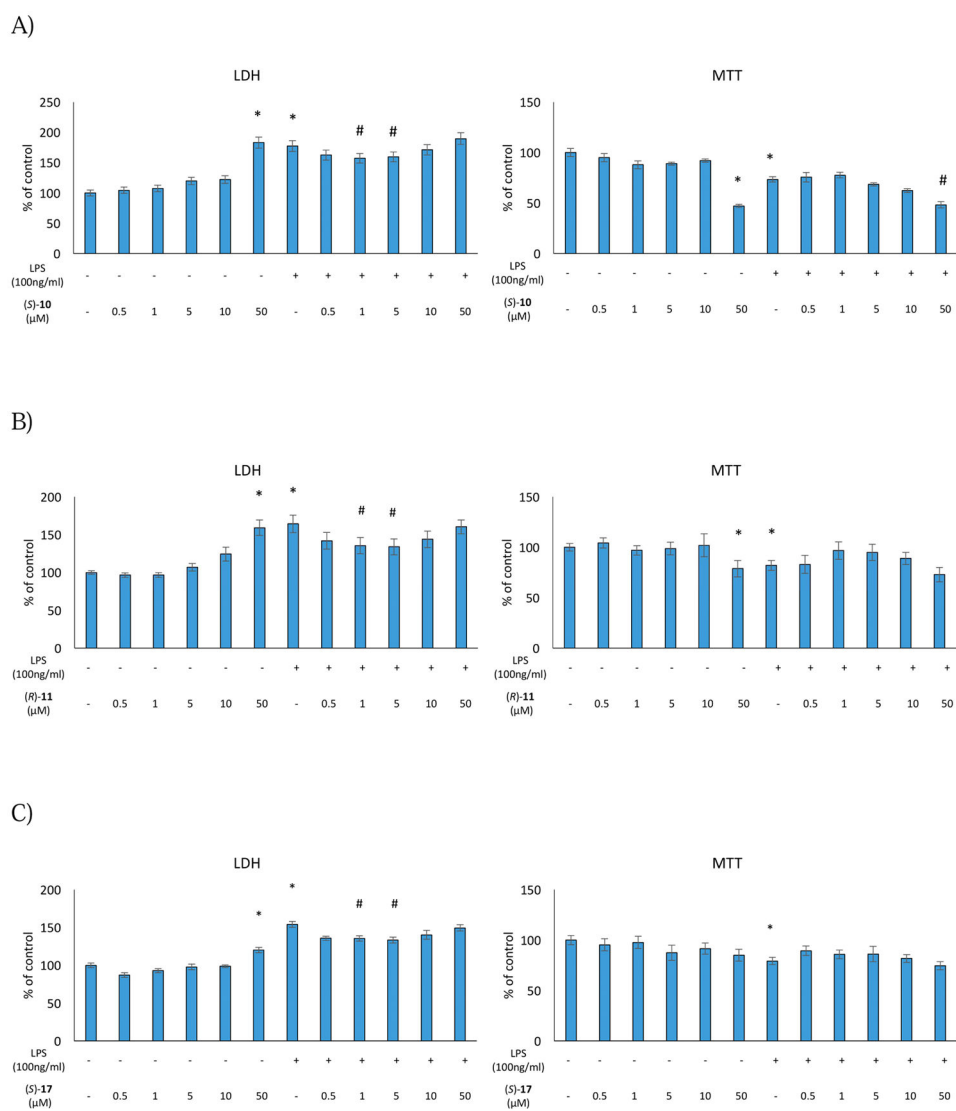 A)
LDH
MTT
% of control
250
200
150
100
50
0
* * # #
LPS
(100ng/ml)
- - - - - - + + + + + +
(S)-10
(µM)
- 0.5 1 5 10 50 - 0.5 1 5 10 50
% of control
150
100
50
0
* * #
LPS
(100ng/ml)
- - - - - - + + + + + +
(S)-10
(µM)
- 0.5 1 5 10 50 - 0.5 1 5 10 50
B)
LDH
MTT
% of control
200
150
100
50
0
* * # #
LPS
(100ng/ml)
- - - - - - + + + + + +
(R)-11
(µM)
- 0.5 1 5 10 50 - 0.5 1 5 10 50
% of control
150
100
50
0
* *
LPS
(100ng/ml)
- - - - - - + + + + + +
(R)-11
(µM)
- 0.5 1 5 10 50 - 0.5 1 5 10 50
C)
LDH
MTT
% of control
200
150
100
50
0
* * # #
LPS
(100ng/ml)
- - - - - - + + + + + +
(S)-17
(µM)
- 0.5 1 5 10 50 - 0.5 1 5 10 50
% of control
150
100
50
0
*
LPS
(100ng/ml)
- - - - - - + + + + + +
(S)-17
(µM)
- 0.5 1 5 10 50 - 0.5 1 5 10 50